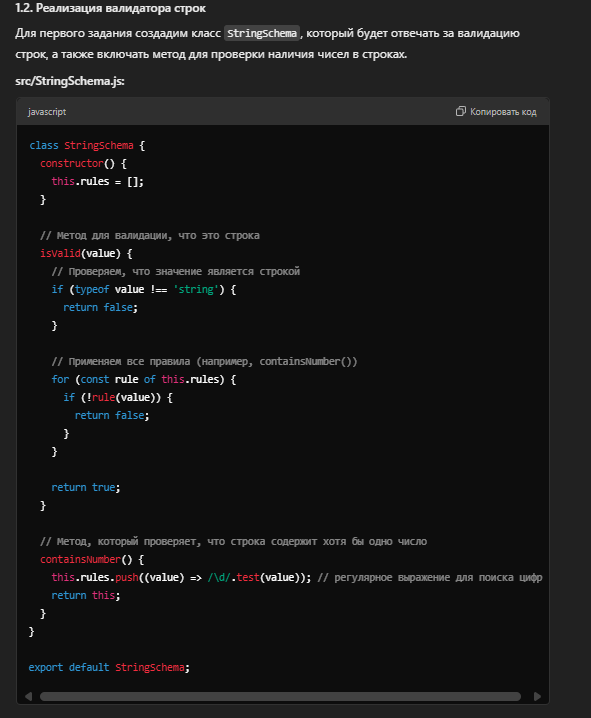 1.2. Реализация валидатора строк
Для первого задания создадим класс StringSchema, который будет отвечать за валидацию
строк, а также включать метод для проверки наличия чисел в строках.
src/StringSchema.js:
javascript
Копировать код
class StringSchema {
  constructor() {
    this.rules = [];
  }

  // Метод для валидации, что это строка
  isValid(value) {
    // Проверяем, что значение является строкой
    if (typeof value !== 'string') {
      return false;
    }

    // Применяем все правила (например, containsNumber())
    for (const rule of this.rules) {
      if (!rule(value)) {
        return false;
      }
    }

    return true;
  }

  // Метод, который проверяет, что строка содержит хотя бы одно число
  containsNumber() {
    this.rules.push((value) => /\d/.test(value)); // регулярное выражение для поиска цифр
    return this;
  }
}

export default StringSchema;